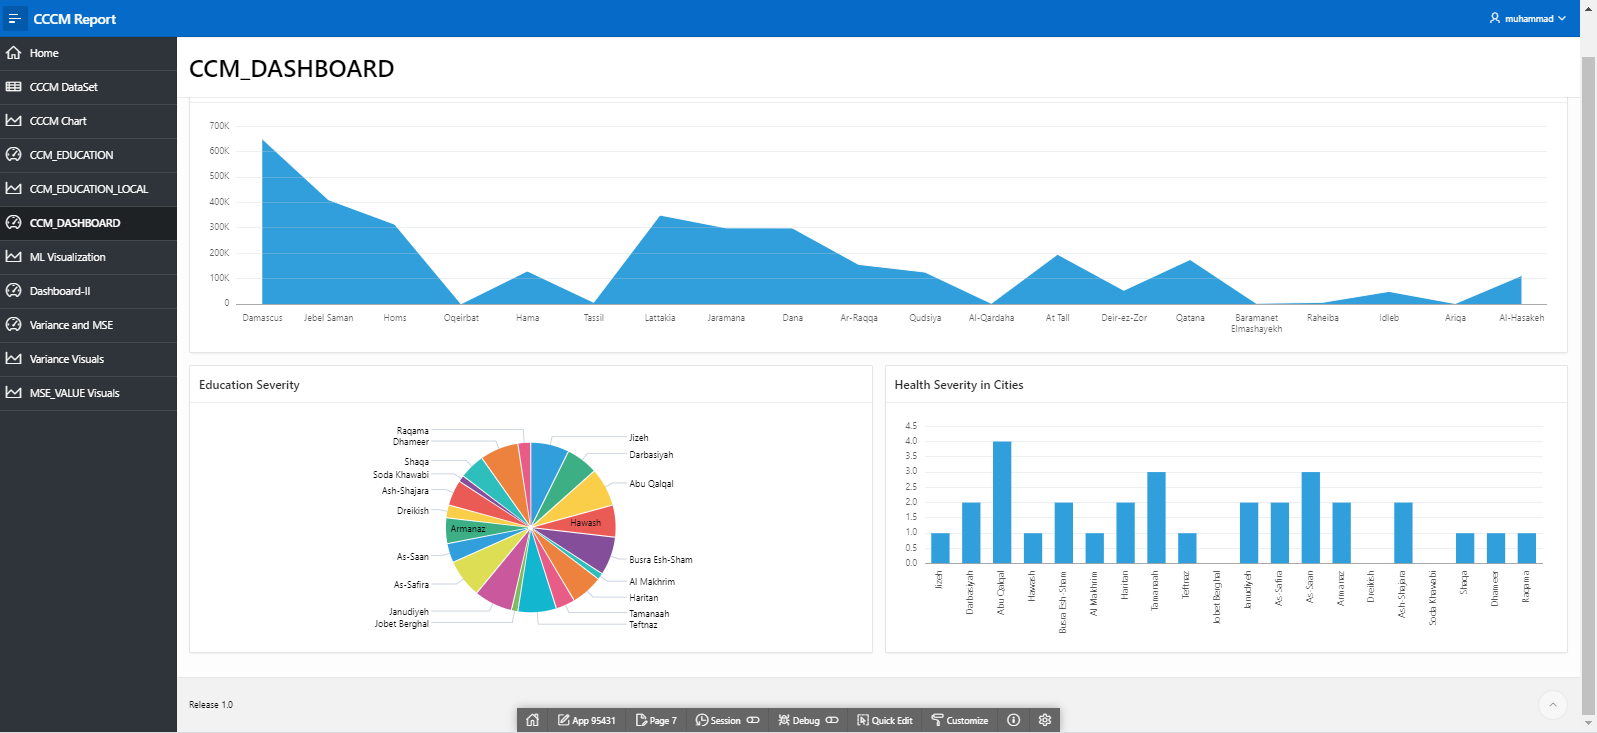 CCCM Report
muhammad
Home
CCCM DataSet
CCCM Chart
CCM_EDUCATION
CCM_EDUCATION_LOCAL
CCM_DASHBOARD
ML Visualization
Dashboard-II
Variance and MSE
Variance Visuals
MSE_VALUE Visuals
CCM_DASHBOARD
700K
600K
500K
400K
300K
200K
100K
0
Damascus Jebel Saman Homs Oqeirbat Hama Tassil Lattakia Jaramana Dana Ar-Raqqa Qudsiya Al-Qardaha At Tall Deir-ez-Zor Qatana Baramanet Raheiba Idleb Ariqa Al-Hasakeh
Elmashayekh
Education Severity
Raqama
Dhameer
Shaqa
Soda Khawabi
Ash-Shajara
Dreikish
Armanaz
As-Saan
As-Safira
Janudiyeh
Jobet Berghal
Jizeh
Darbasiyah
Abu Qalqal
Hawash
Busra Esh-Sham
Al Makhrim
Haritan
Tamanaah
Teftnaz
Health Severity in Cities
4.5
4.0
3.5
3.0
2.5
2.0
1.5
1.0
0.5
0.0
Jizeh
Darbasiyah
Abu Qalqal
Hawash
Busra Esh-Sham
Al Makhrim
Haritan
Tamanaah
Teftnaz
Jobet Berghal
Janudiyeh
As-Safira
As-Saan
Armanaz
Dreikish
Ash-Shajara
Soda Khawabi
Shaqa
Dhameer
Raqama
Release 1.0
App 95431 Page 7 Session Debug Quick Edit Customize